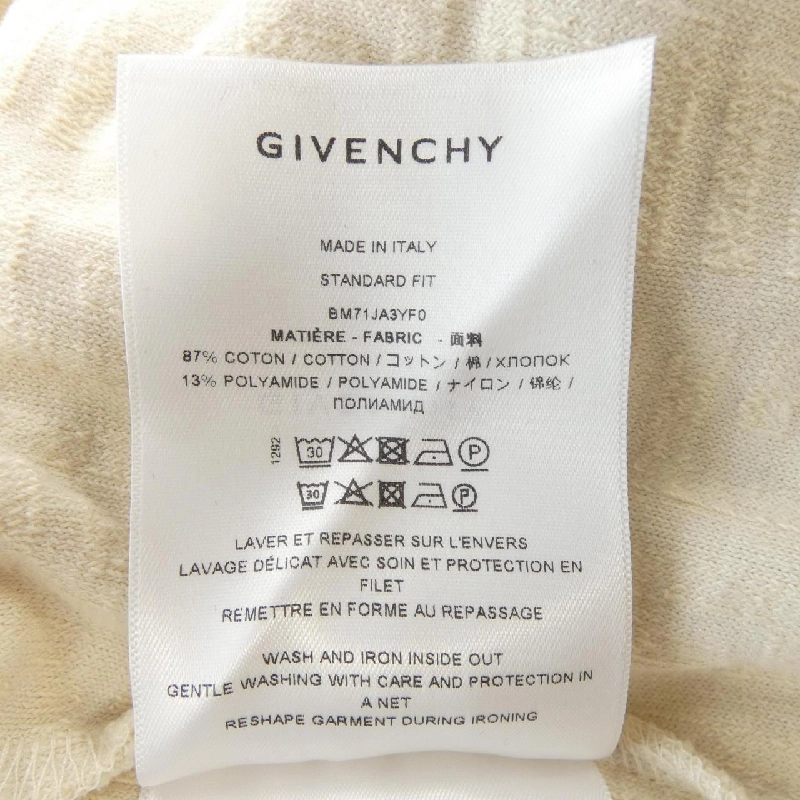 GIVENCHY
MADE IN ITALY
STANDARD FIT
BM71JA3YF0
MATIÈRE - FABRIC - 面料
87% COTON / COTTON / コットン / 棉 / ХЛОПОК
13% POLYAMIDE / POLYAMIDE / ナイロン / 锦纶 /
ПОЛИАМИД
1292
30 P
30 P
LAVER ET REPASSER SUR L'ENVERS
LAVAGE DÉLICAT AVEC SOIN ET PROTECTION EN
FILET
REMETTRE EN FORME AU REPASSAGE
WASH AND IRON INSIDE OUT
GENTLE WASHING WITH CARE AND PROTECTION IN
A NET
RESHAPE GARMENT DURING IRONING